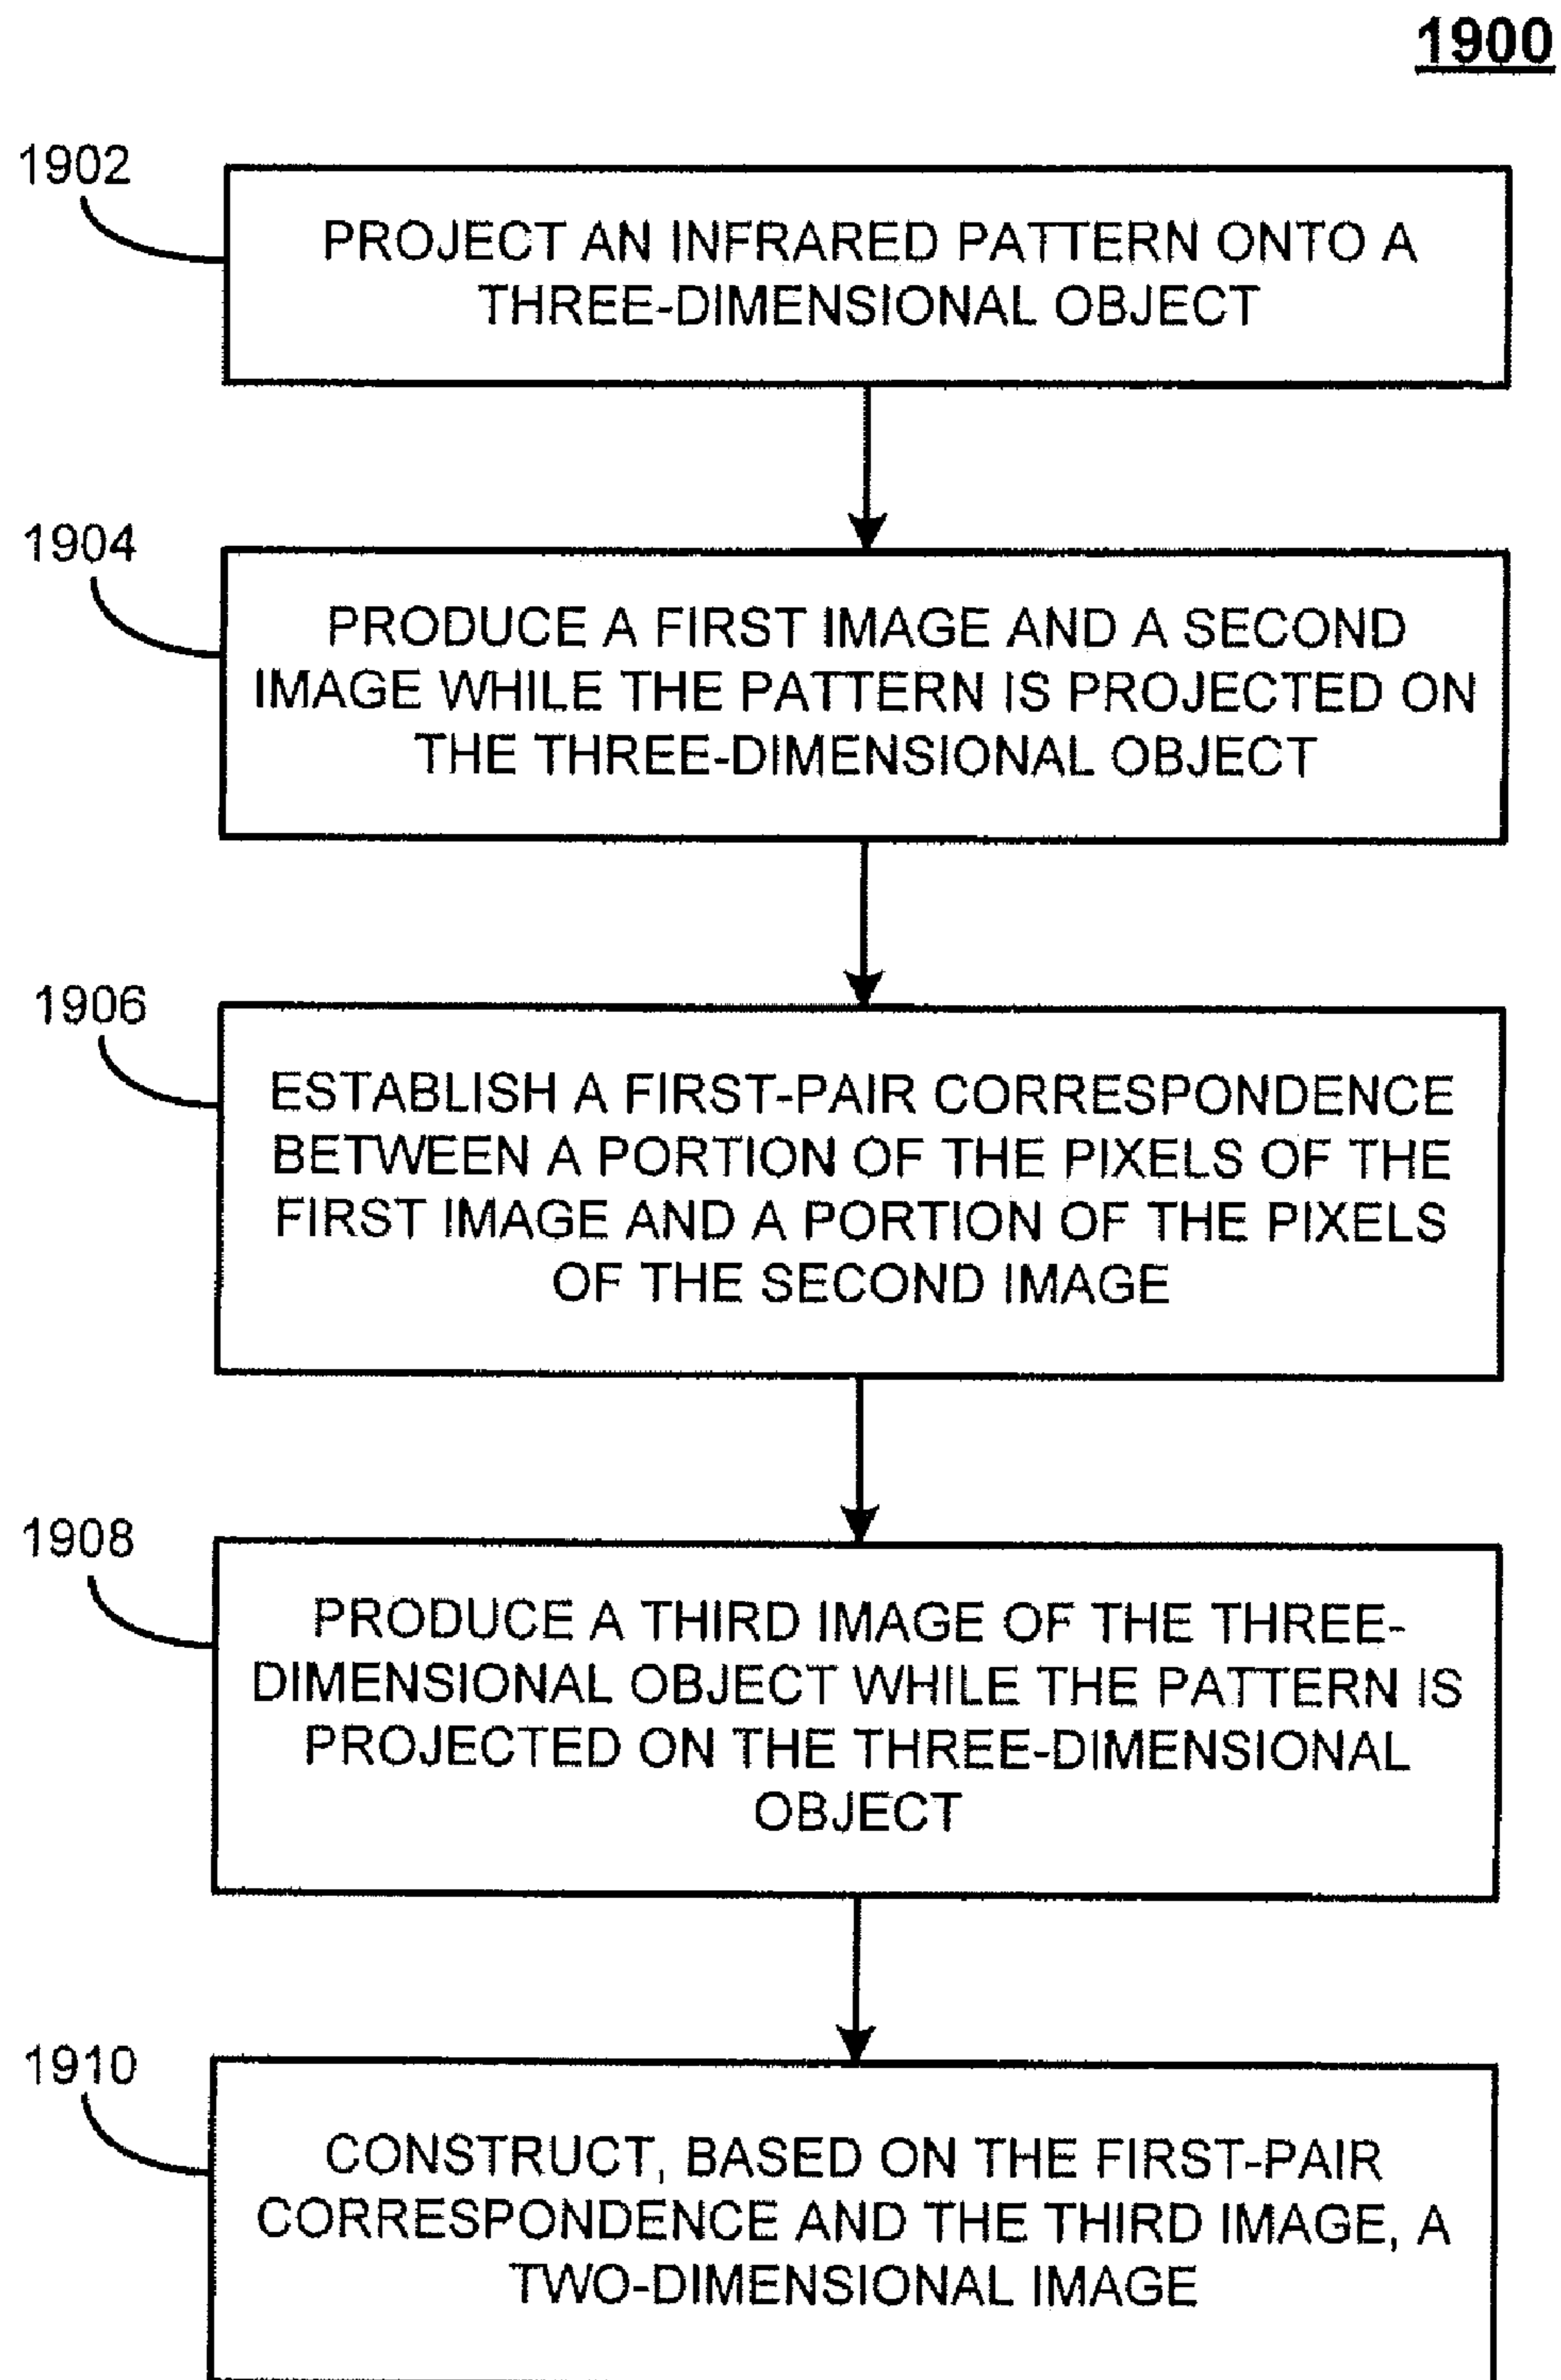 1900
1902
PROJECT AN INFRARED PATTERN ONTO A
THREE-DIMENSIONAL OBJECT
1904
PRODUCE A FIRST IMAGE AND A SECOND
IMAGE WHILE THE PATTERN IS PROJECTED ON
THE THREE-DIMENSIONAL OBJECT
1906
ESTABLISH A FIRST-PAIR CORRESPONDENCE
BETWEEN A PORTION OF THE PIXELS OF THE
FIRST IMAGE AND A PORTION OF THE PIXELS
OF THE SECOND IMAGE
1908
PRODUCE A THIRD IMAGE OF THE THREE-
DIMENSIONAL OBJECT WHILE THE PATTERN IS
PROJECTED ON THE THREE-DIMENSIONAL
OBJECT
1910
CONSTRUCT, BASED ON THE FIRST-PAIR
CORRESPONDENCE AND THE THIRD IMAGE, A
TWO-DIMENSIONAL IMAGE